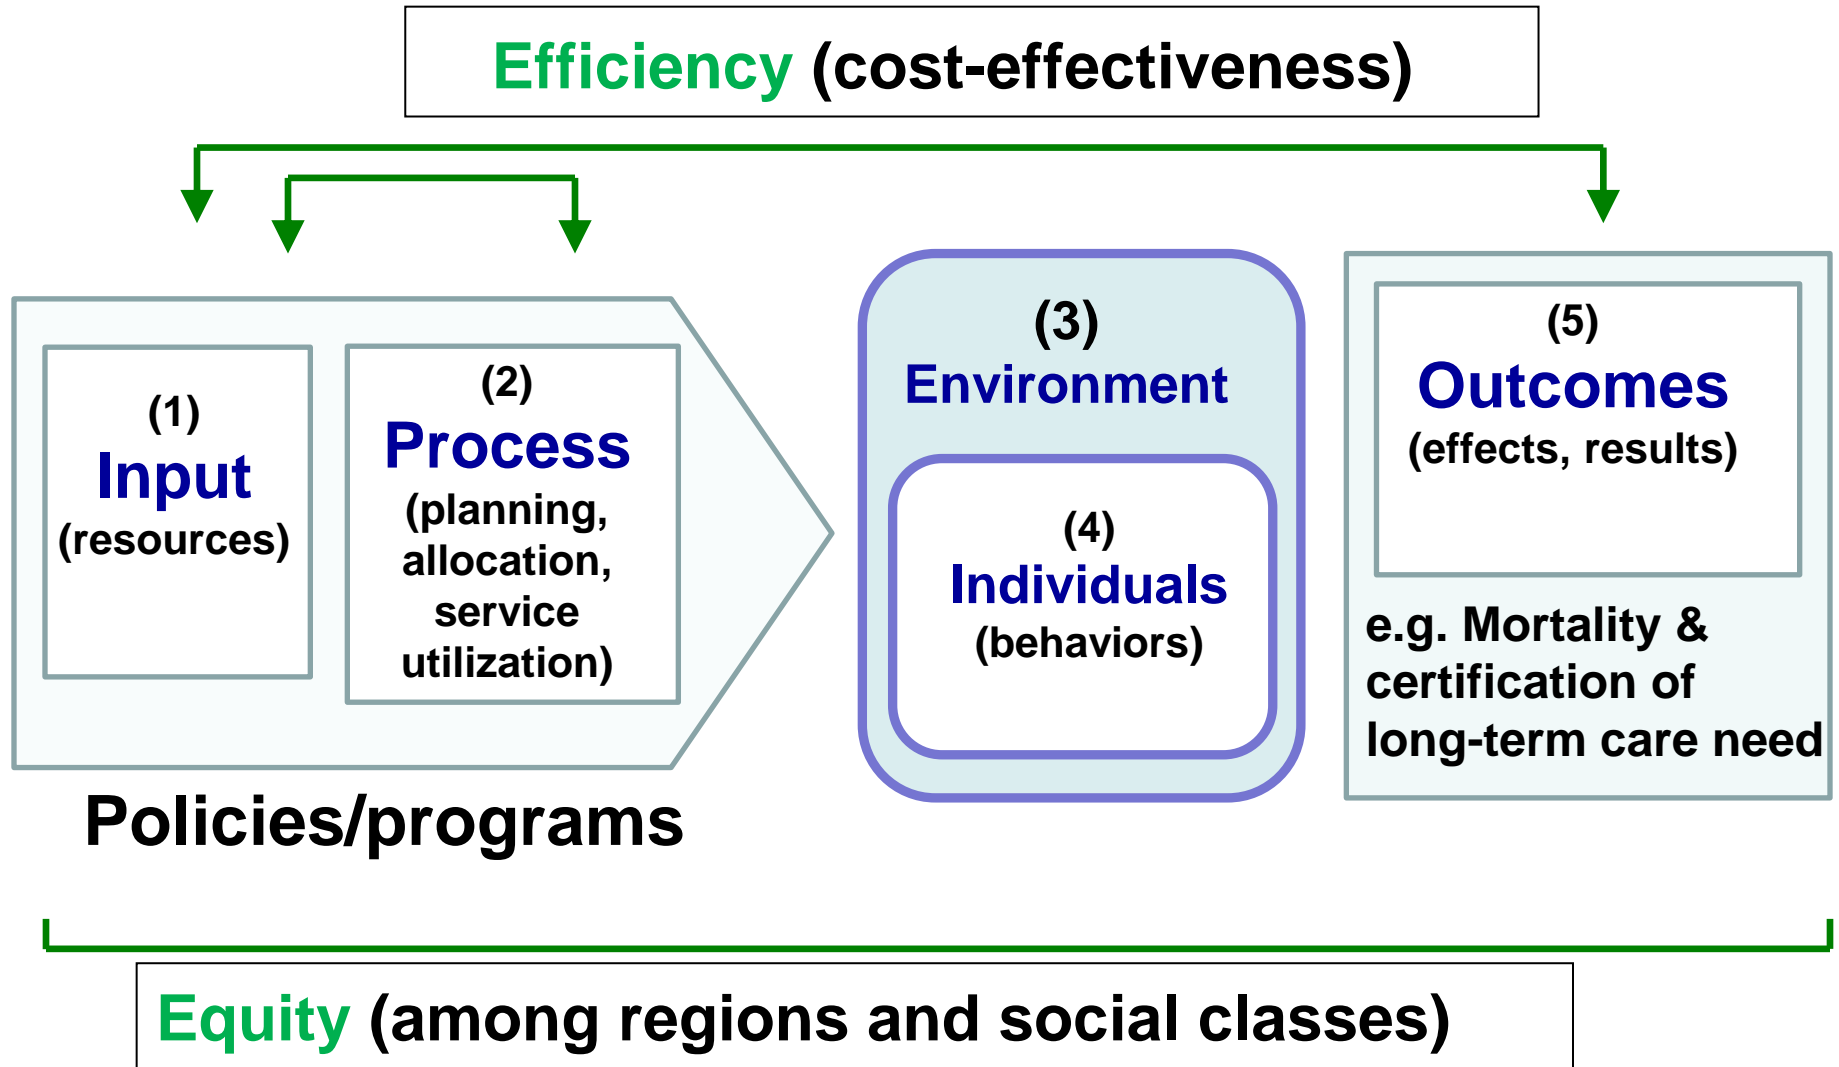 Efficiency (cost-effectiveness)
(1)
Input
(resources)
(2)
Process
(planning,
allocation,
service
utilization)
Policies/programs
(3)
Environment
(4)
Individuals
(behaviors)
(5)
Outcomes
(effects, results)
e.g. Mortality &
certification of
long-term care need
Equity (among regions and social classes)